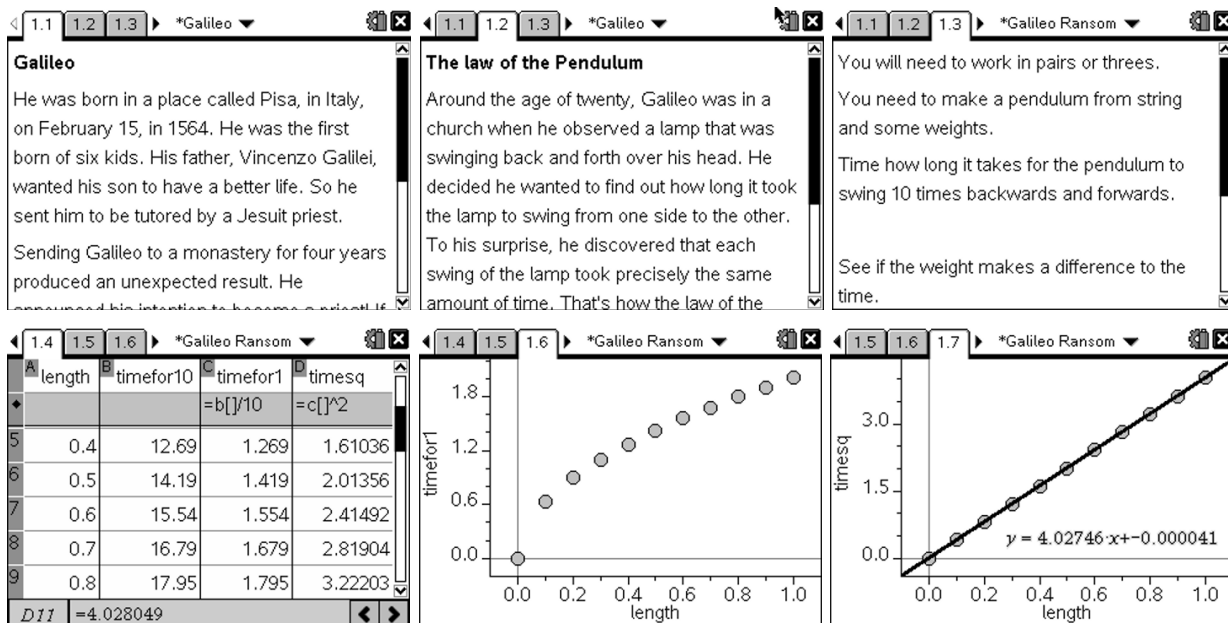 1.1 1.2 1.3 *Galileo
Galileo
He was born in a place called Pisa, in Italy,
on February 15, in 1564. He was the first
born of six kids. His father, Vincenzo Galilei,
wanted his son to have a better life. So he
sent him to be tutored by a Jesuit priest.
Sending Galileo to a monastery for four years
produced an unexpected result. He
announced his intention to become a priest! If
1.1 1.2 1.3 *Galileo
The law of the Pendulum
Around the age of twenty, Galileo was in a
church when he observed a lamp that was
swinging back and forth over his head. He
decided he wanted to find out how long it took
the lamp to swing from one side to the other.
To his surprise, he discovered that each
swing of the lamp took precisely the same
amount of time. That's how the law of the
1.1 1.2 1.3 *Galileo Ransom
You will need to work in pairs or threes.
You need to make a pendulum from string
and some weights.
Time how long it takes for the pendulum to
swing 10 times backwards and forwards.
See if the weight makes a difference to the
time.
1.4 1.5 1.6 *Galileo Ransom
A length B timefor10 C timefor1 D timesq
◆ =b[]/10 =c[]^2
5 0.4 12.69 1.269 1.61036
6 0.5 14.19 1.419 2.01356
7 0.6 15.54 1.554 2.41492
8 0.7 16.79 1.679 2.81904
9 0.8 17.95 1.795 3.22203
D11 =4.028049
1.4 1.5 1.6 *Galileo Ransom
timefor1
1.8
1.2
0.6
0.0
0.0 0.2 0.4 0.6 0.8 1.0
length
1.5 1.6 1.7 *Galileo Ransom
timesq
3.0
1.5
0.0
y = 4.02746·x+-0.000041
0.0 0.2 0.4 0.6 0.8 1.0
length